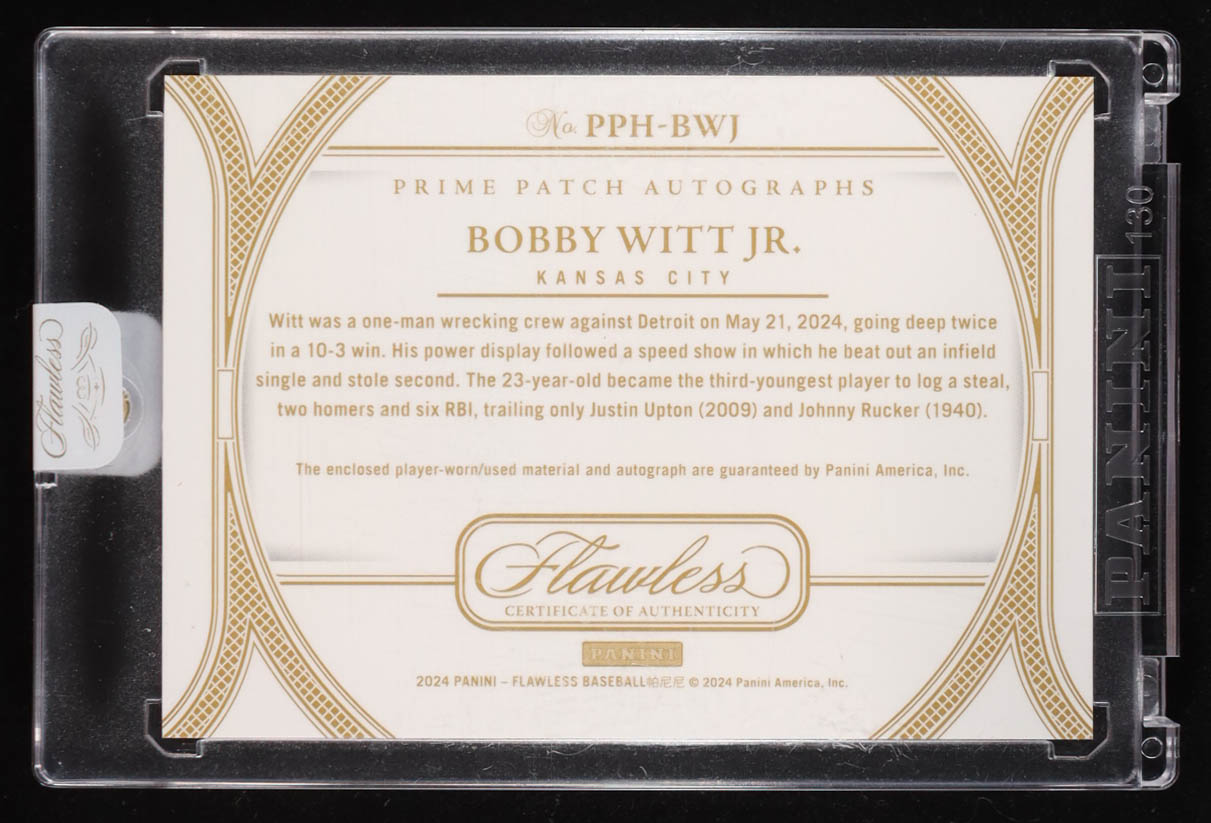 No. PPH-BWJ
PRIME PATCH AUTOGRAPHS
BOBBY WITT JR.
KANSAS CITY
Witt was a one-man wrecking crew against Detroit on May 21, 2024, going deep twice
in a 10-3 win. His power display followed a speed show in which he beat out an infield
single and stole second. The 23-year-old became the third-youngest player to log a steal,
two homers and six RBI, trailing only Justin Upton (2009) and Johnny Rucker (1940).
The enclosed player-worn/used material and autograph are guaranteed by Panini America, Inc.
Flawless
CERTIFICATE OF AUTHENTICITY
PANINI
2024 PANINI – FLAWLESS BASEBALL帕尼尼 © 2024 Panini America, Inc.
Flawless
PANINI 130